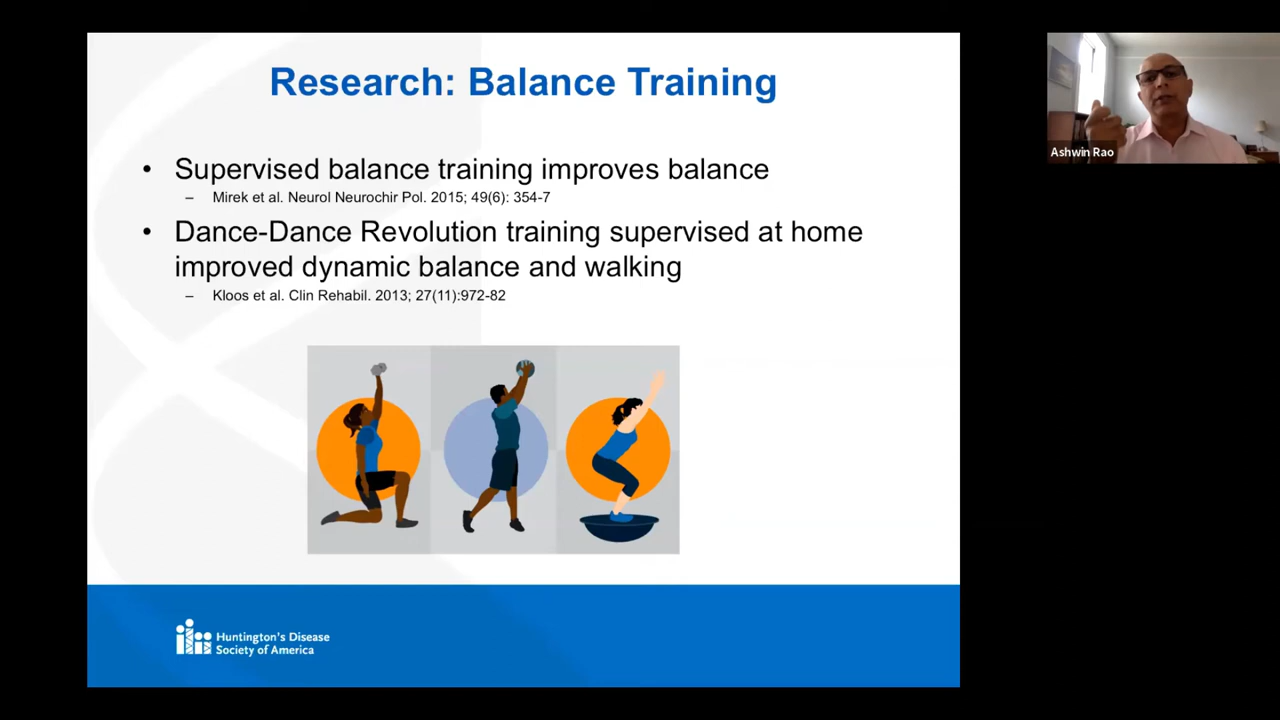 Research: Balance Training
• Supervised balance training improves balance
– Mirek et al. Neurol Neurochir Pol. 2015; 49(6): 354-7
• Dance-Dance Revolution training supervised at home
improved dynamic balance and walking
– Kloos et al. Clin Rehabil. 2013; 27(11):972-82
Huntington's Disease
Society of America
Ashwin Rao